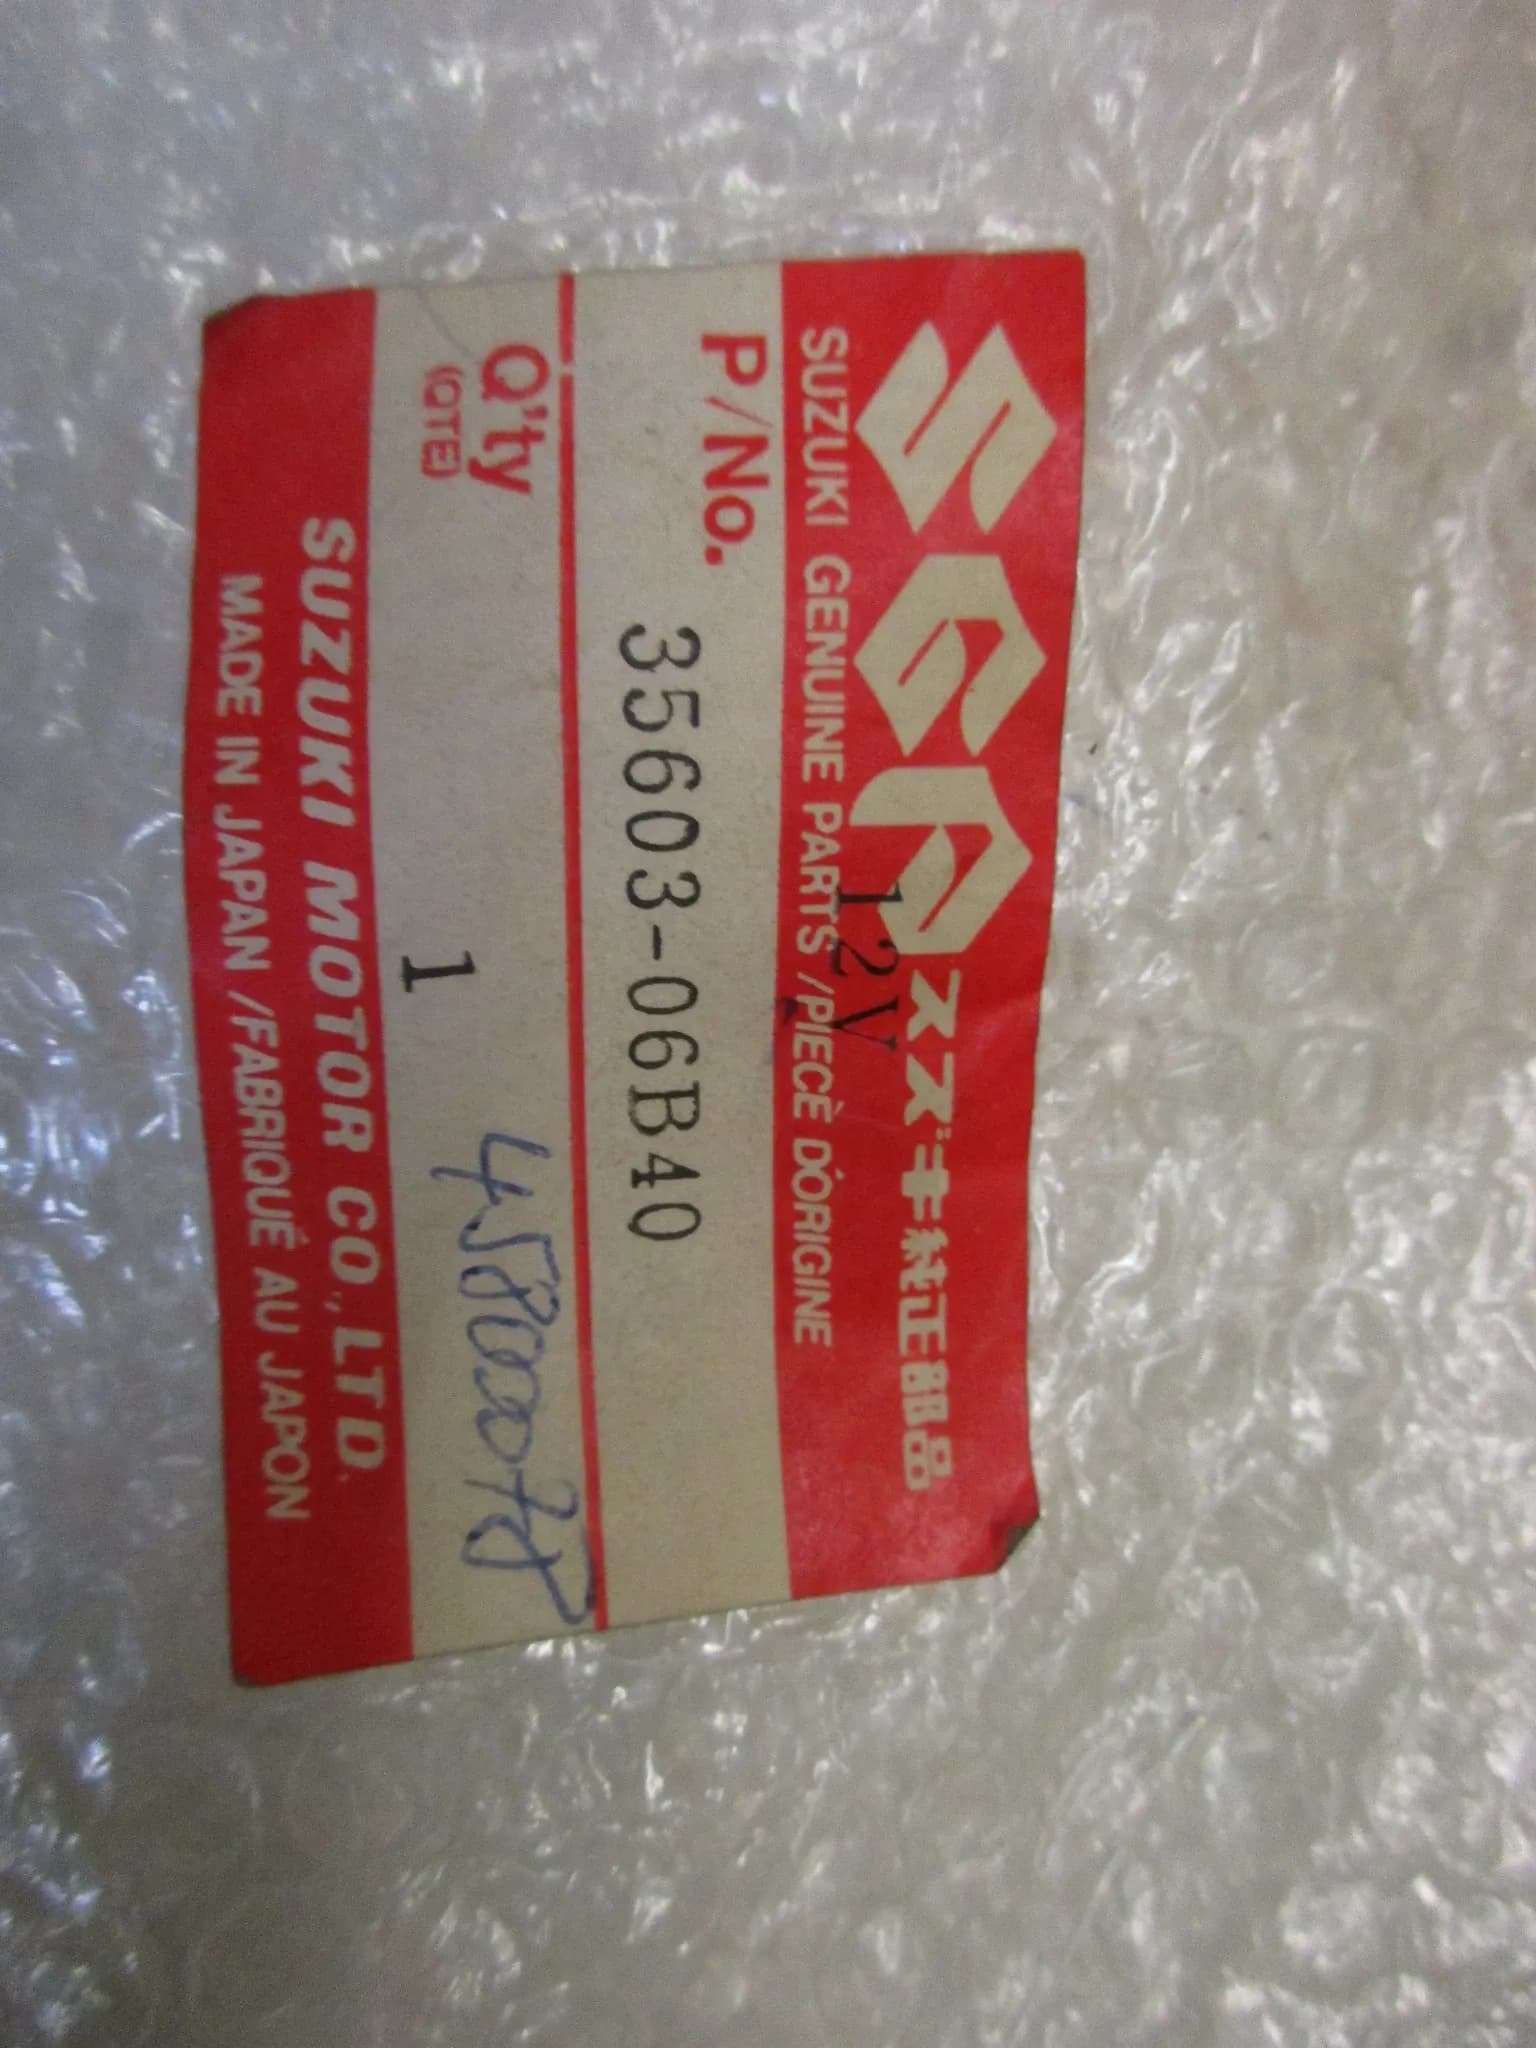 SGP スズキ純正部品
12V
SUZUKI GENUINE PARTS /PIECĖ DÓRIGINE
P/No. 35603-06B40
Q'ty 1
(QTE)
SUZUKI MOTOR CO., LTD.
MADE IN JAPAN /FABRIQUÉ AU JAPON